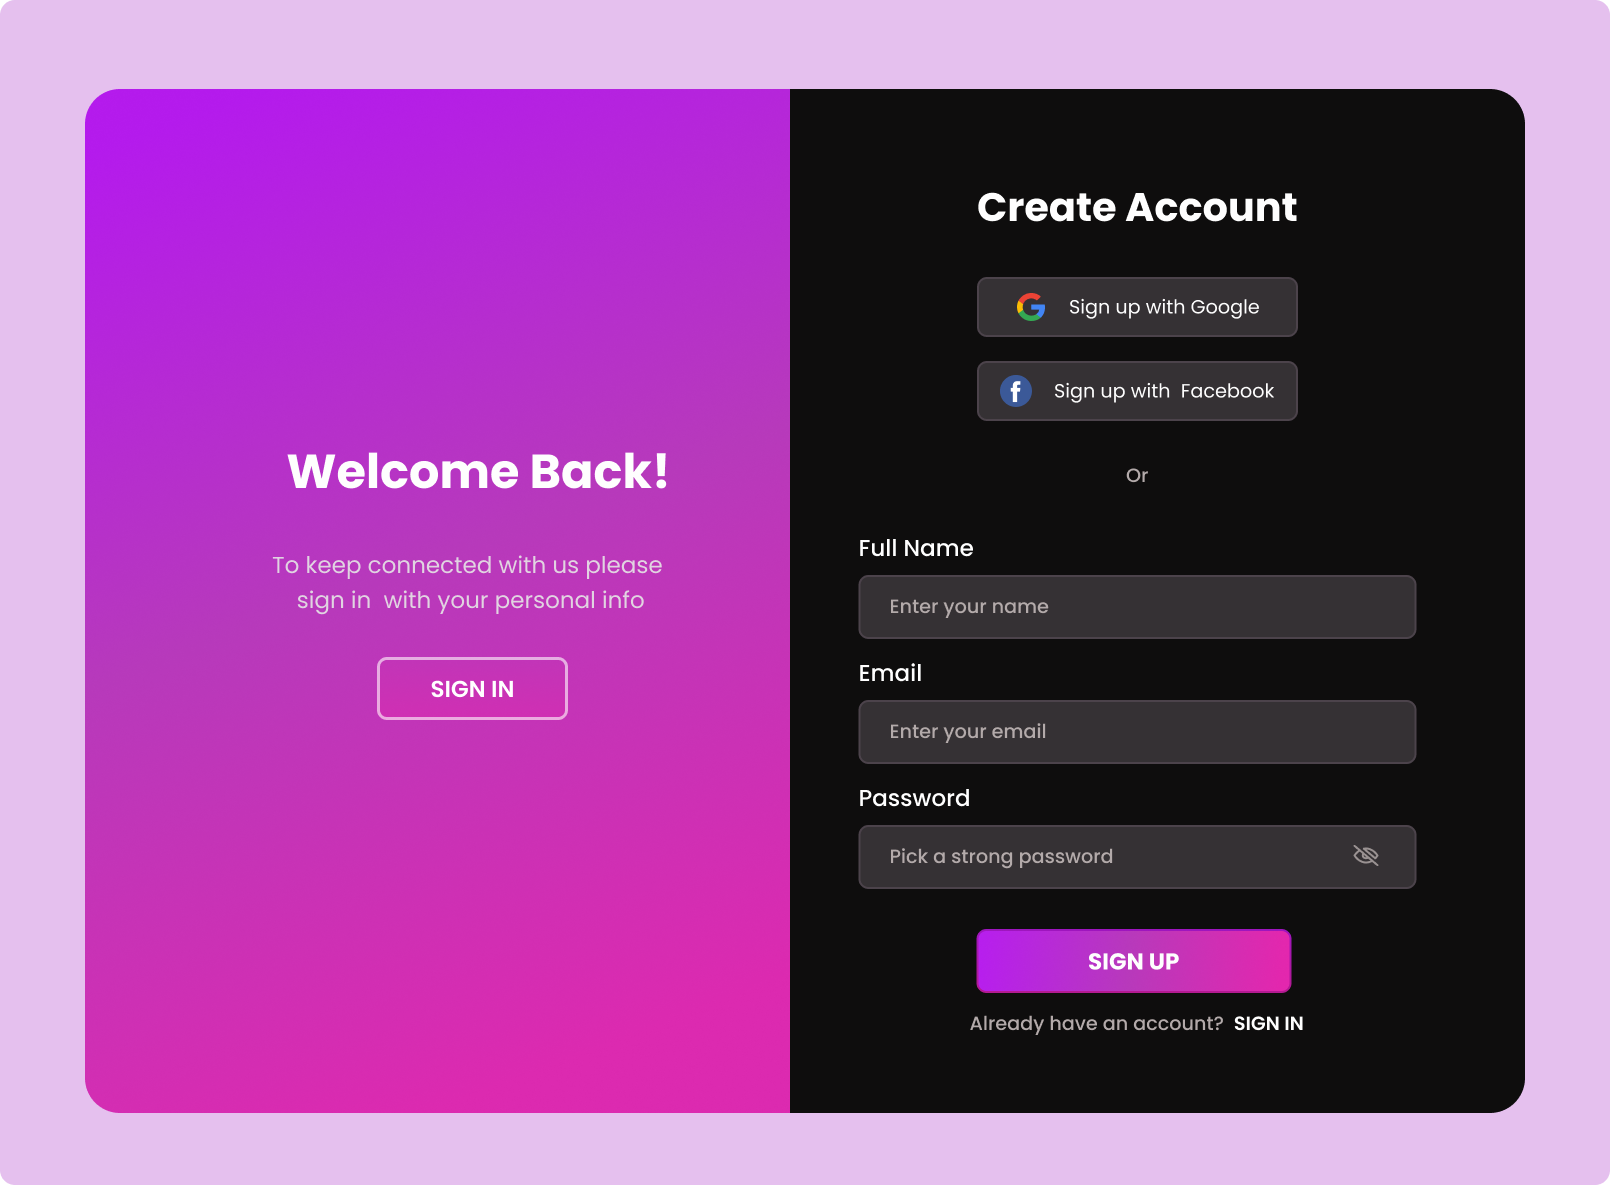 Welcome Back!
To keep connected with us please
sign in  with your personal info
SIGN IN
Create Account
Sign up with Google
Sign up with  Facebook
Or
Full Name
Enter your name
Email
Enter your email
Password
Pick a strong password
SIGN UP
Already have an account?  SIGN IN